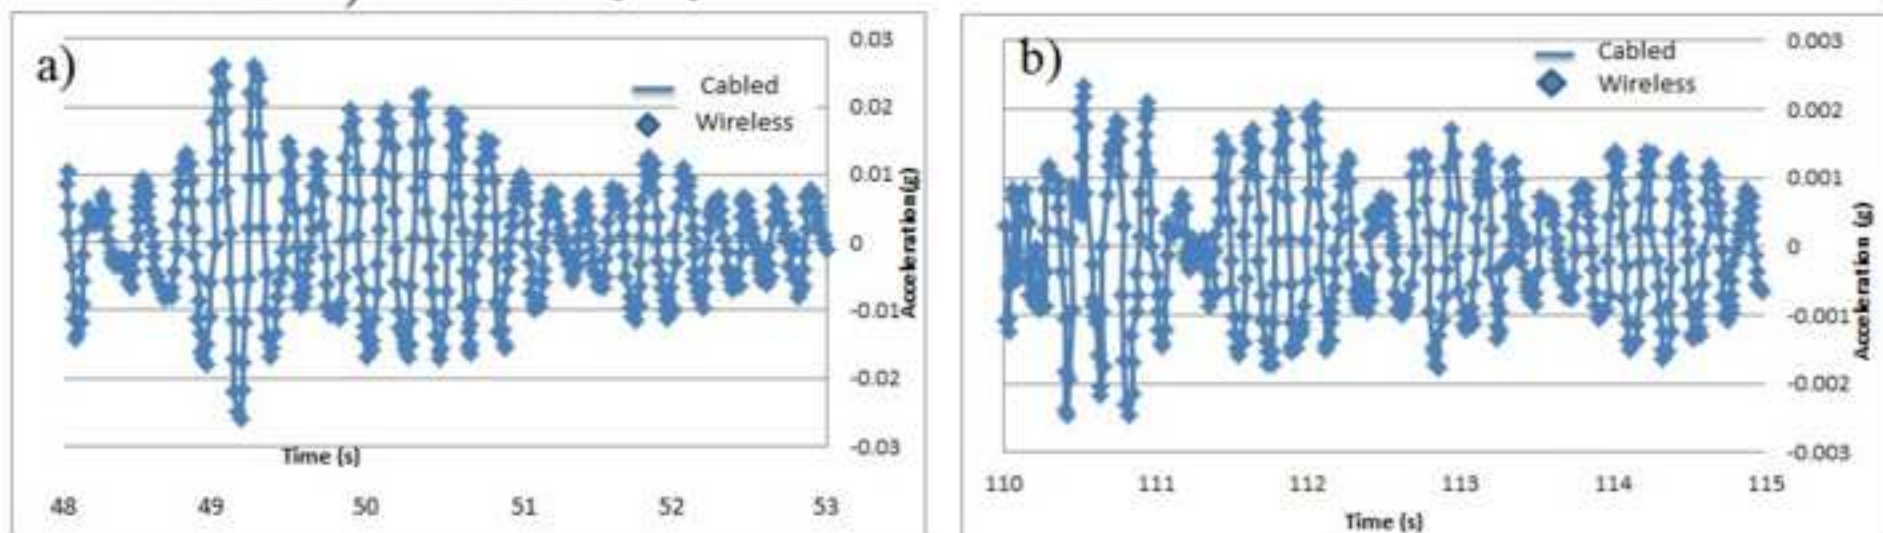 a)
0.03
Cabled
0.02
Wireless
0.01
0
-0.01
-0.02
-0.03
Acceleration (g)
Time (s)
48 49 50 51 52 53
b)
0.003
Cabled
Wireless
0.002
0.001
0
-0.001
-0.002
-0.003
Acceleration (g)
110 111 112 113 114 115
Time (s)